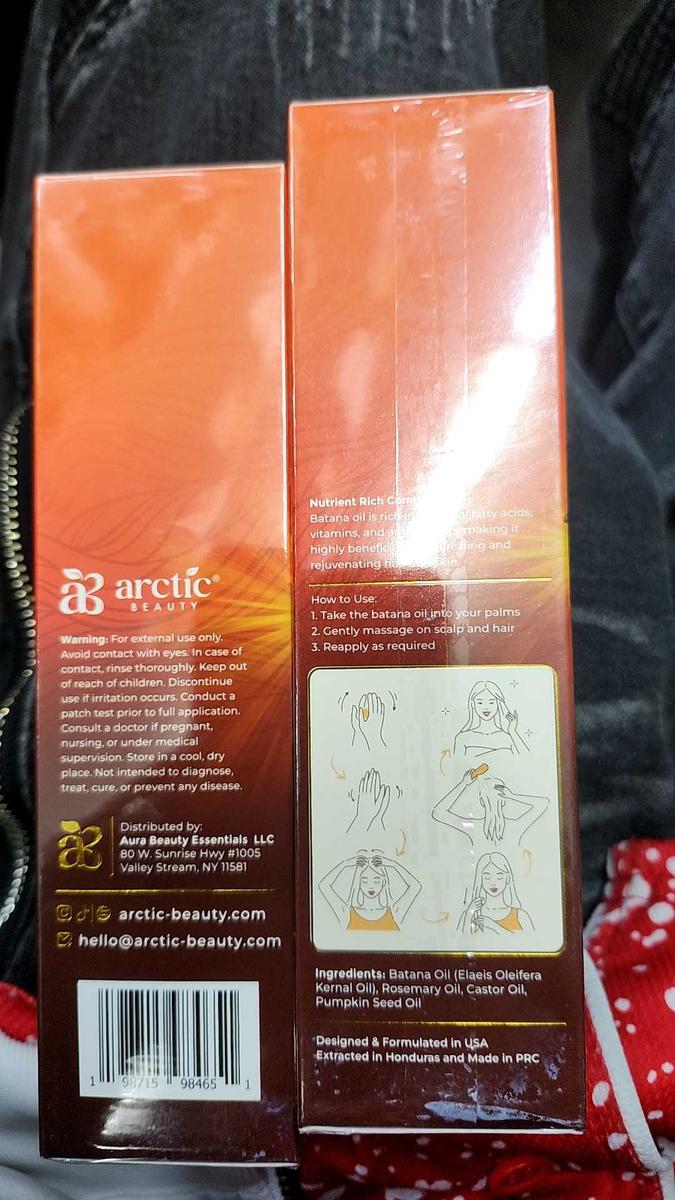 arctic®
BEAUTY
Warning: For external use only.
Avoid contact with eyes. In case of
contact, rinse thoroughly. Keep out
of reach of children. Discontinue
use if irritation occurs. Conduct a
patch test prior to full application.
Consult a doctor if pregnant,
nursing, or under medical
supervision. Store in a cool, dry
place. Not intended to diagnose,
treat, cure, or prevent any disease.
Distributed by:
Aura Beauty Essentials LLC
80 W. Sunrise Hwy #1005
Valley Stream, NY 11581
arctic-beauty.com
hello@arctic-beauty.com
1 98715 98465 1
Nutrient Rich
Batana oil is rich fatty acids,
vitamins, and making it
highly and
rejuvenating
How to Use:
1. Take the batana oil into your palms
2. Gently massage on scalp and hair
3. Reapply as required
Ingredients: Batana Oil (Elaeis Oleifera
Kernal Oil), Rosemary Oil, Castor Oil,
Pumpkin Seed Oil
Designed & Formulated in USA
Extracted in Honduras and Made in PRC